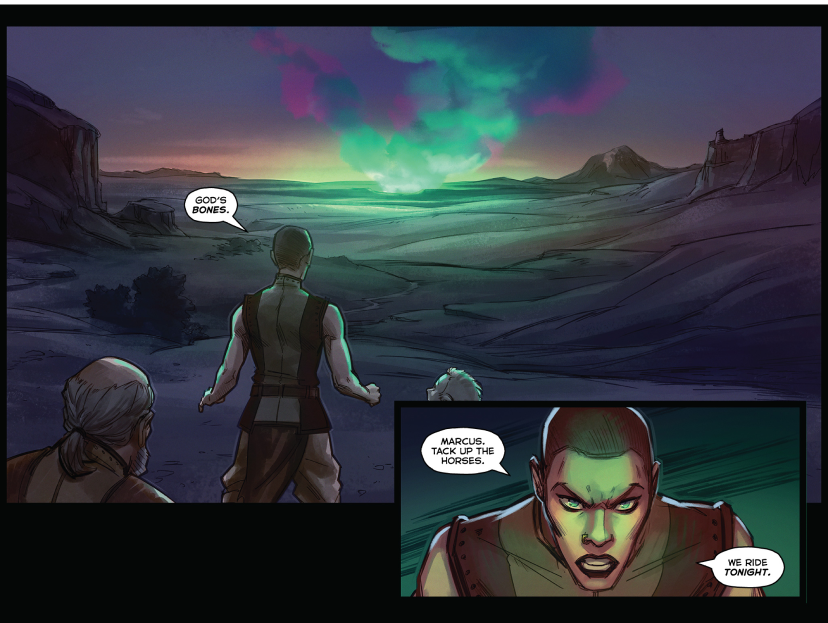 GOD'S
BONES.
MARCUS.
TACK UP THE
HORSES.
WE RIDE
TONIGHT.